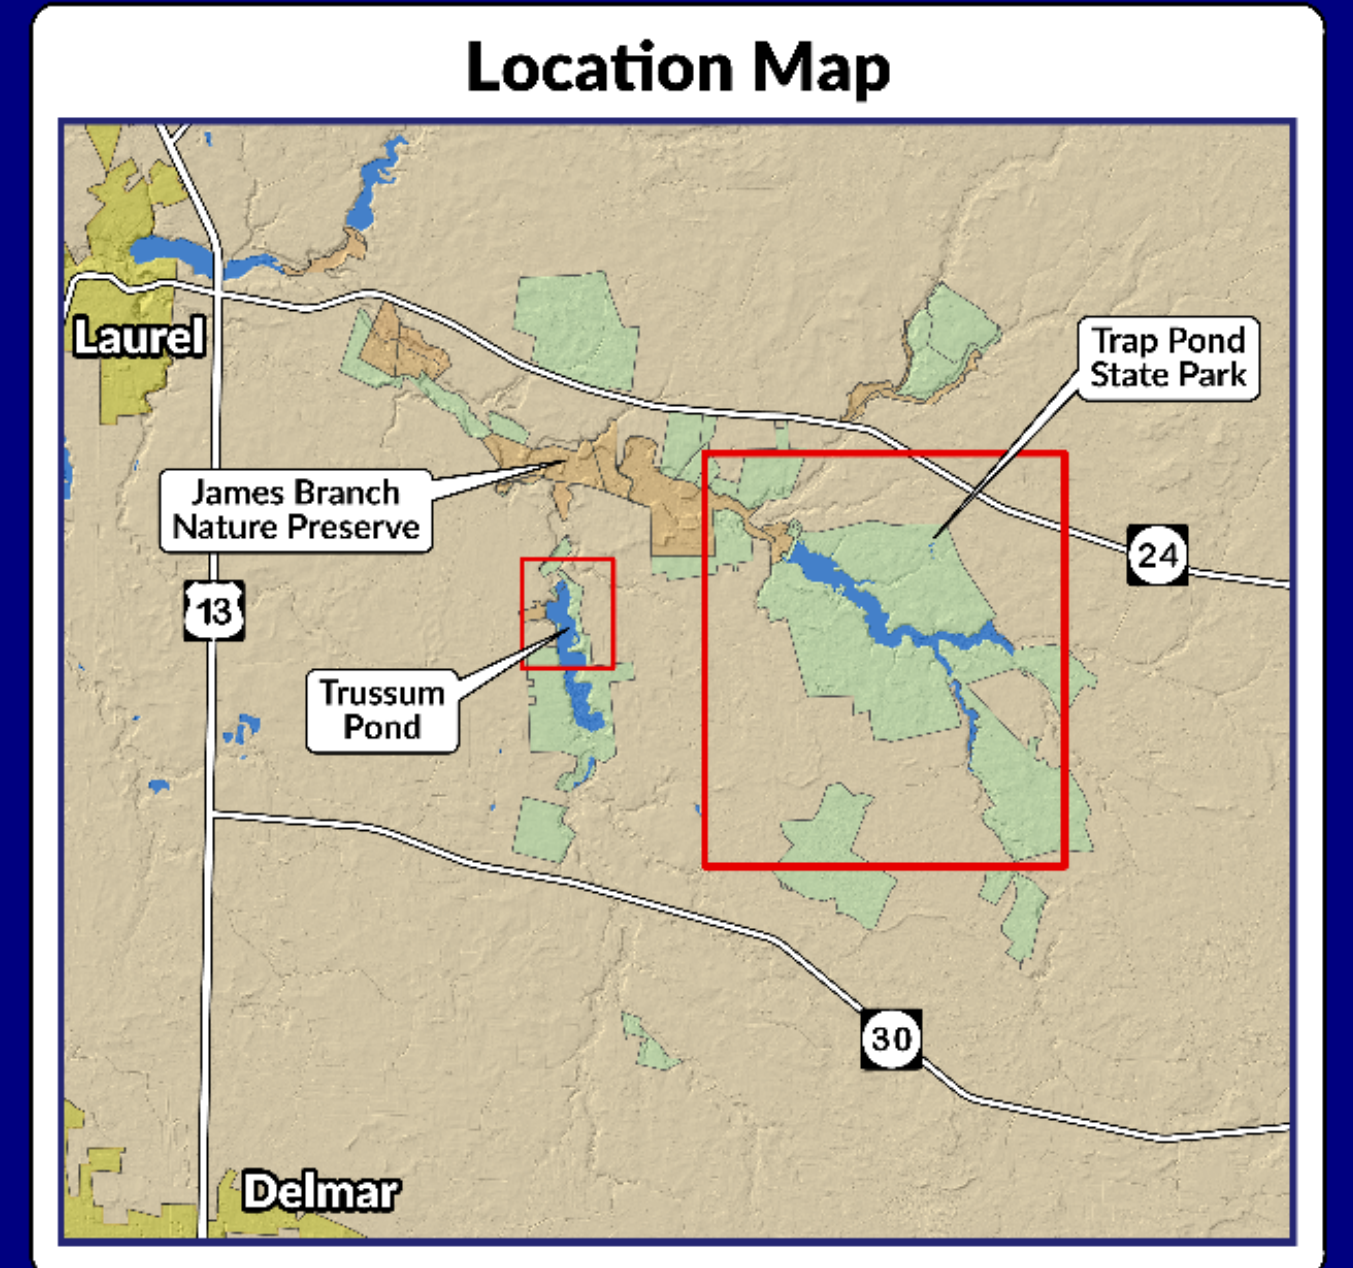 Location Map
Laurel
Trap Pond
State Park
James Branch
Nature Preserve
24
13
Trussum
Pond
30
Delmar